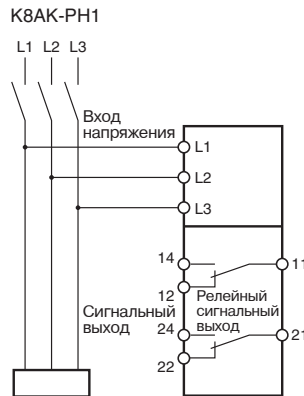 K8AK-PH1
L1 L2 L3
Вход
напряжения
L1
L2
L3
14
11
12
Релейный
сигнальный
выход
Сигнальный
выход
24
21
22